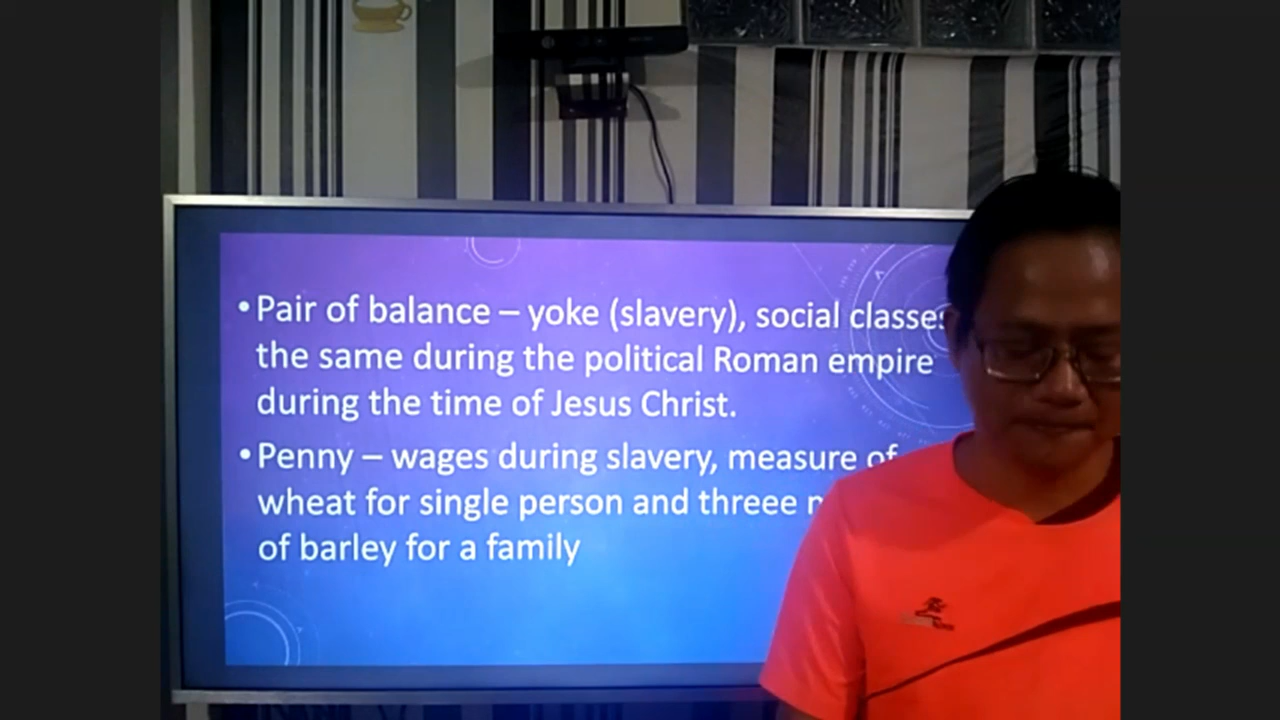 • Pair of balance – yoke (slavery), social classes
the same during the political Roman empire
during the time of Jesus Christ.
• Penny – wages during slavery, measure of
wheat for single person and threee
of barley for a family